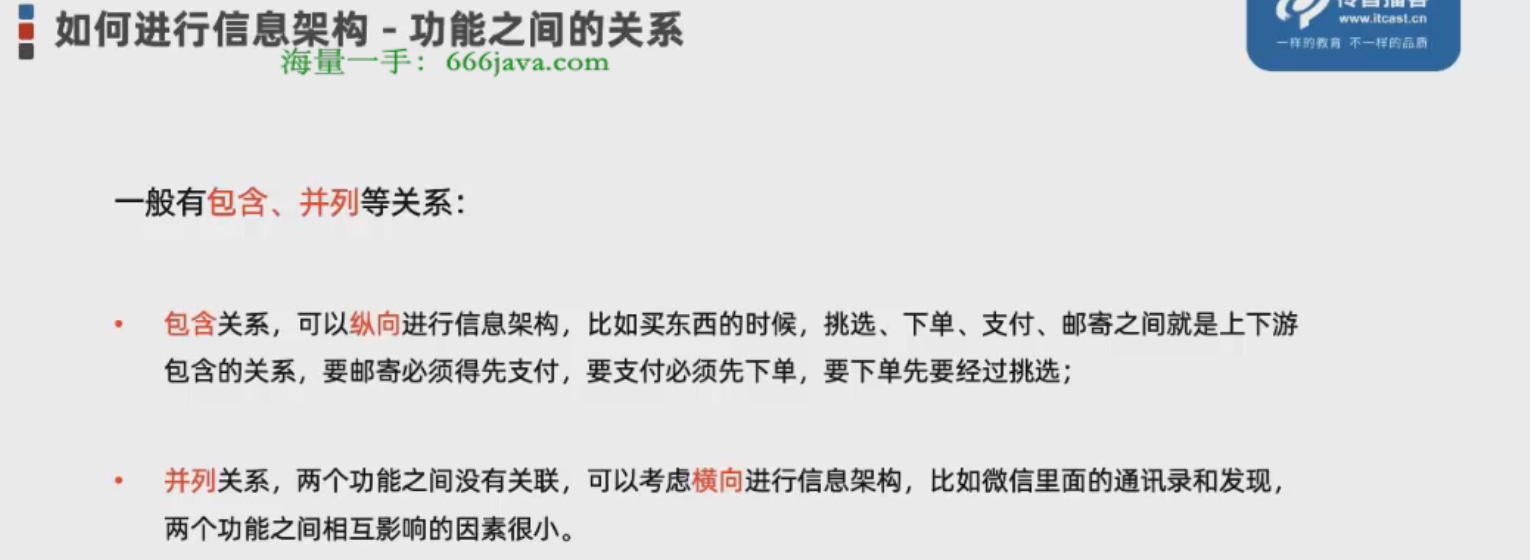 如何进行信息架构 - 功能之间的关系
海量一手：666java.com
www.itcast.cn
一样的教育 不一样的品质
一般有包含、并列等关系：
• 包含关系，可以纵向进行信息架构，比如买东西的时候，挑选、下单、支付、邮寄之间就是上下游
包含的关系，要邮寄必须得先支付，要支付必须先下单，要下单先要经过挑选；
• 并列关系，两个功能之间没有关联，可以考虑横向进行信息架构，比如微信里面的通讯录和发现，
两个功能之间相互影响的因素很小。